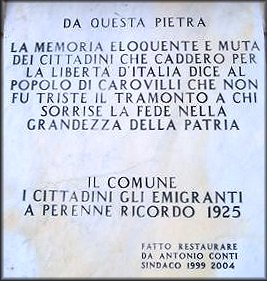 DA QUESTA PIETRA
LA MEMORIA ELOQUENTE E MUTA
DEI CITTADINI CHE CADDERO PER
LA LIBERTA D'ITALIA DICE AL
POPOLO DI CAROVILLI CHE NON
FU TRISTE IL TRAMONTO A CHI
SORRISE LA FEDE NELLA
GRANDEZZA DELLA PATRIA
IL COMUNE
I CITTADINI GLI EMIGRANTI
A PERENNE RICORDO 1925
FATTO RESTAURARE
DA ANTONIO CONTI
SINDACO 1999 2004